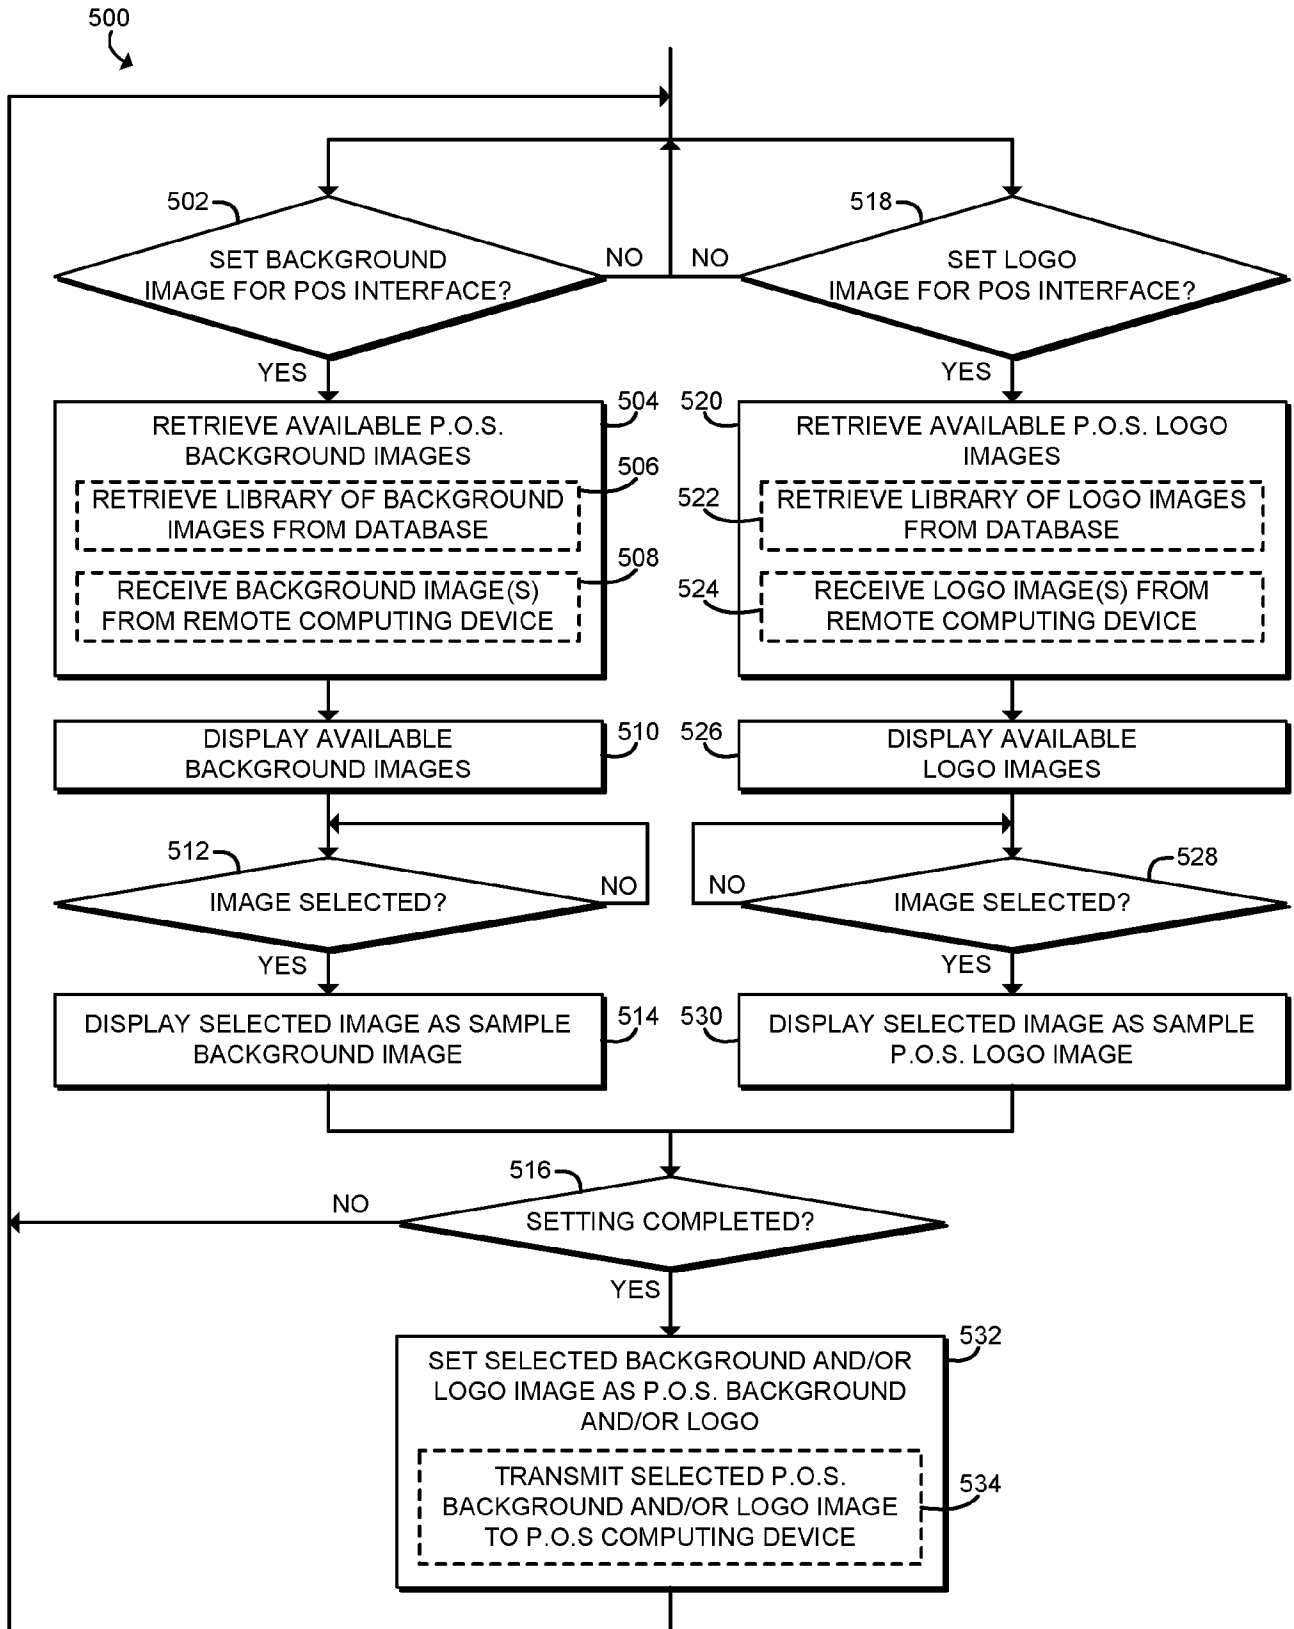 500
502
SET BACKGROUND
IMAGE FOR POS INTERFACE?
NO
NO
518
SET LOGO
IMAGE FOR POS INTERFACE?
YES
YES
504
RETRIEVE AVAILABLE P.O.S.
BACKGROUND IMAGES
506
RETRIEVE LIBRARY OF BACKGROUND
IMAGES FROM DATABASE
508
RECEIVE BACKGROUND IMAGE(S)
FROM REMOTE COMPUTING DEVICE
520
RETRIEVE AVAILABLE P.O.S. LOGO
IMAGES
522
RETRIEVE LIBRARY OF LOGO IMAGES
FROM DATABASE
524
RECEIVE LOGO IMAGE(S) FROM
REMOTE COMPUTING DEVICE
DISPLAY AVAILABLE
BACKGROUND IMAGES
510
526
DISPLAY AVAILABLE
LOGO IMAGES
512
IMAGE SELECTED?
NO
YES
528
IMAGE SELECTED?
NO
YES
DISPLAY SELECTED IMAGE AS SAMPLE
BACKGROUND IMAGE
514
530
DISPLAY SELECTED IMAGE AS SAMPLE
P.O.S. LOGO IMAGE
516
SETTING COMPLETED?
NO
YES
532
SET SELECTED BACKGROUND AND/OR
LOGO IMAGE AS P.O.S. BACKGROUND
AND/OR LOGO
534
TRANSMIT SELECTED P.O.S.
BACKGROUND AND/OR LOGO IMAGE
TO P.O.S COMPUTING DEVICE